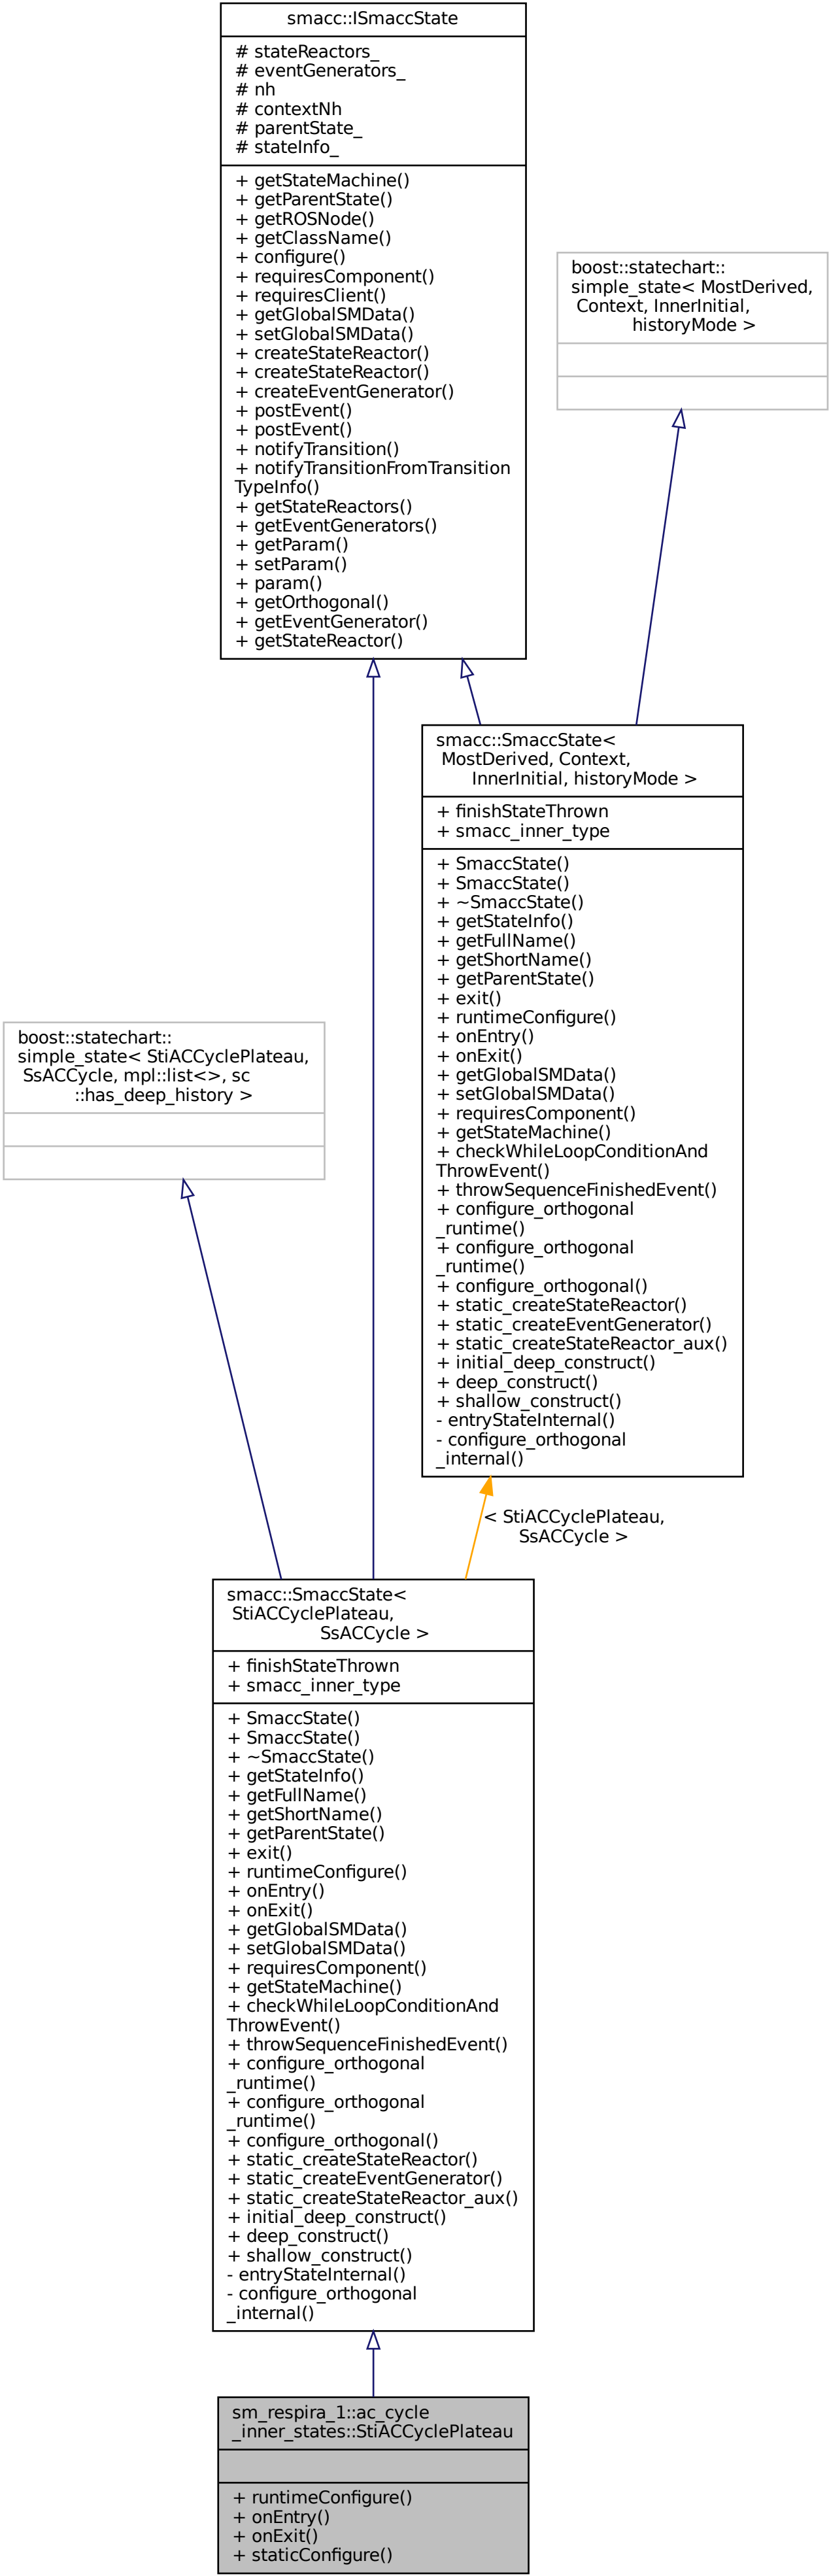 smacc::ISmaccState
# stateReactors_
# eventGenerators_
# nh
# contextNh
# parentState_
# stateInfo_
+ getStateMachine()
+ getParentState()
+ getROSNode()
+ getClassName()
+ configure()
+ requiresComponent()
+ requiresClient()
+ getGlobalSMData()
+ setGlobalSMData()
+ createStateReactor()
+ createStateReactor()
+ createEventGenerator()
+ postEvent()
+ postEvent()
+ notifyTransition()
+ notifyTransitionFromTransition
TypeInfo()
+ getStateReactors()
+ getEventGenerators()
+ getParam()
+ setParam()
+ param()
+ getOrthogonal()
+ getEventGenerator()
+ getStateReactor()
boost::statechart::
simple_state< MostDerived,
Context, InnerInitial,
historyMode >
smacc::SmaccState<
MostDerived, Context,
InnerInitial, historyMode >
+ finishStateThrown
+ smacc_inner_type
+ SmaccState()
+ SmaccState()
+ ~SmaccState()
+ getStateInfo()
+ getFullName()
+ getShortName()
+ getParentState()
+ exit()
+ runtimeConfigure()
+ onEntry()
+ onExit()
+ getGlobalSMData()
+ setGlobalSMData()
+ requiresComponent()
+ getStateMachine()
+ checkWhileLoopConditionAnd
ThrowEvent()
+ throwSequenceFinishedEvent()
+ configure_orthogonal
_runtime()
+ configure_orthogonal
_runtime()
+ configure_orthogonal()
+ static_createStateReactor()
+ static_createEventGenerator()
+ static_createStateReactor_aux()
+ initial_deep_construct()
+ deep_construct()
+ shallow_construct()
- entryStateInternal()
- configure_orthogonal
_internal()
boost::statechart::
simple_state< StiACCyclePlateau,
SsACCycle, mpl::list<>, sc
::has_deep_history >
< StiACCyclePlateau,
SsACCycle >
smacc::SmaccState<
StiACCyclePlateau,
SsACCycle >
+ finishStateThrown
+ smacc_inner_type
+ SmaccState()
+ SmaccState()
+ ~SmaccState()
+ getStateInfo()
+ getFullName()
+ getShortName()
+ getParentState()
+ exit()
+ runtimeConfigure()
+ onEntry()
+ onExit()
+ getGlobalSMData()
+ setGlobalSMData()
+ requiresComponent()
+ getStateMachine()
+ checkWhileLoopConditionAnd
ThrowEvent()
+ throwSequenceFinishedEvent()
+ configure_orthogonal
_runtime()
+ configure_orthogonal
_runtime()
+ configure_orthogonal()
+ static_createStateReactor()
+ static_createEventGenerator()
+ static_createStateReactor_aux()
+ initial_deep_construct()
+ deep_construct()
+ shallow_construct()
- entryStateInternal()
- configure_orthogonal
_internal()
sm_respira_1::ac_cycle
_inner_states::StiACCyclePlateau
+ runtimeConfigure()
+ onEntry()
+ onExit()
+ staticConfigure()